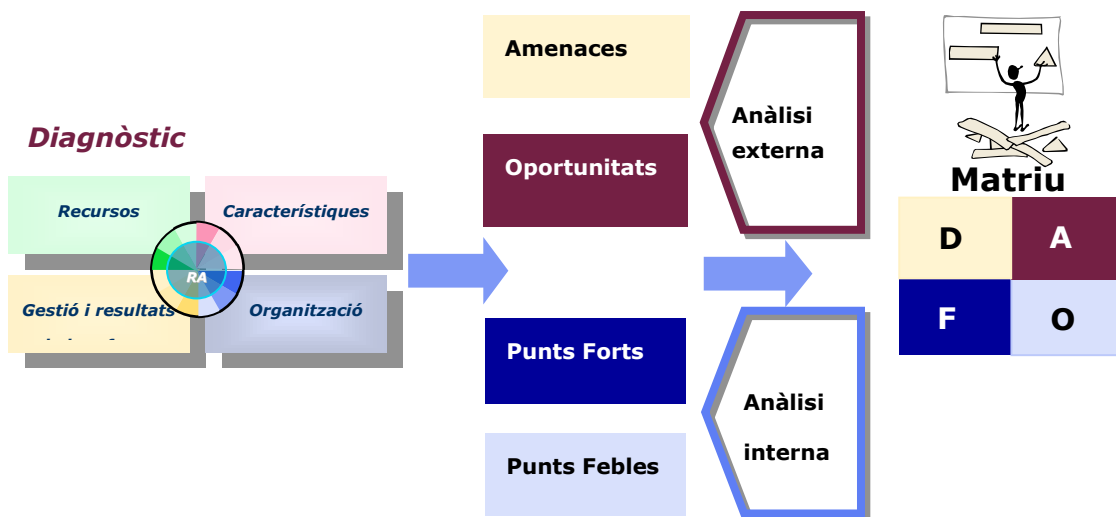 Diagnòstic
Recursos
Característiques
RA
Gestió i resultats
Organització
Amenaces
Oportunitats
Punts Forts
Punts Febles
Anàlisi
externa
Anàlisi
interna
Matriu
D A
F O